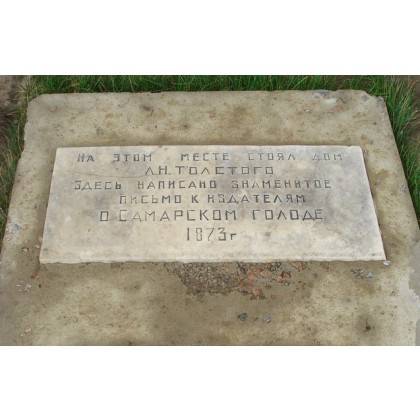 НА ЭТОМ МЕСТЕ СТОЯЛ ДОМ
Л.Н.ТОЛСТОГО
ЗДЕСЬ НАПИСАНО ЗНАМЕНИТОЕ
ПИСЬМО К ИЗДАТЕЛЯМ
О САМАРСКОМ ГОЛОДЕ
1873г